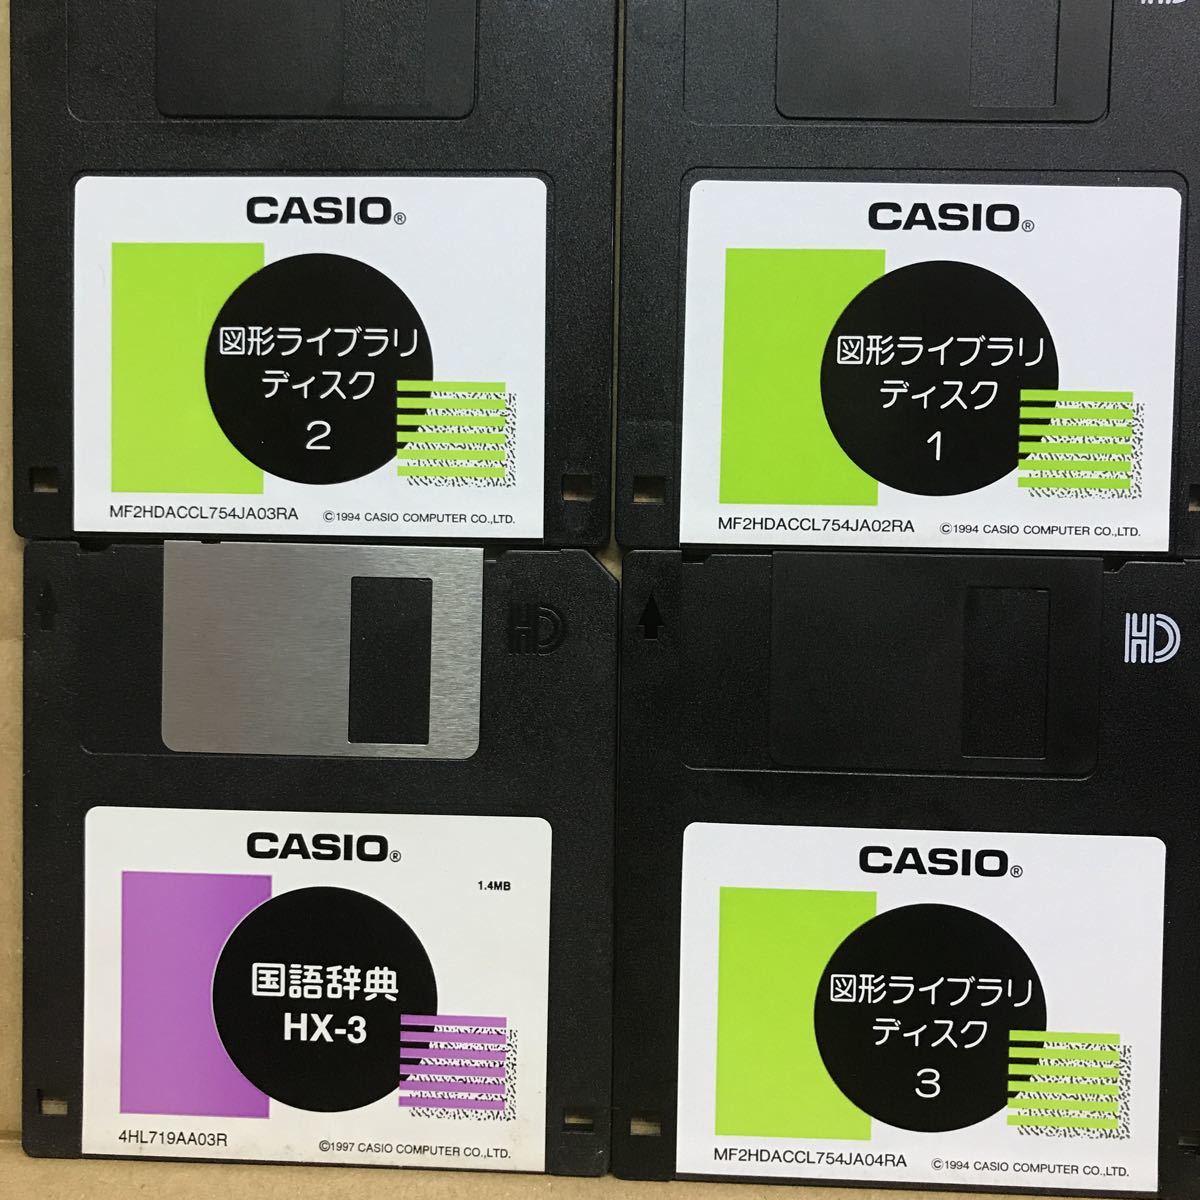 CASIO®
図形ライブラリ
ディスク
2
MF2HDACCL754JA03RA ©1994 CASIO COMPUTER CO.,LTD.
CASIO®
図形ライブラリ
ディスク
1
MF2HDACCL754JA02RA ©1994 CASIO COMPUTER CO.,LTD.
HD
CASIO®
1.4MB
国語辞典
HX-3
4HL719AA03R ©1997 CASIO COMPUTER CO.,LTD.
HD
CASIO®
図形ライブラリ
ディスク
3
MF2HDACCL754JA04RA ©1994 CASIO COMPUTER CO.,LTD.